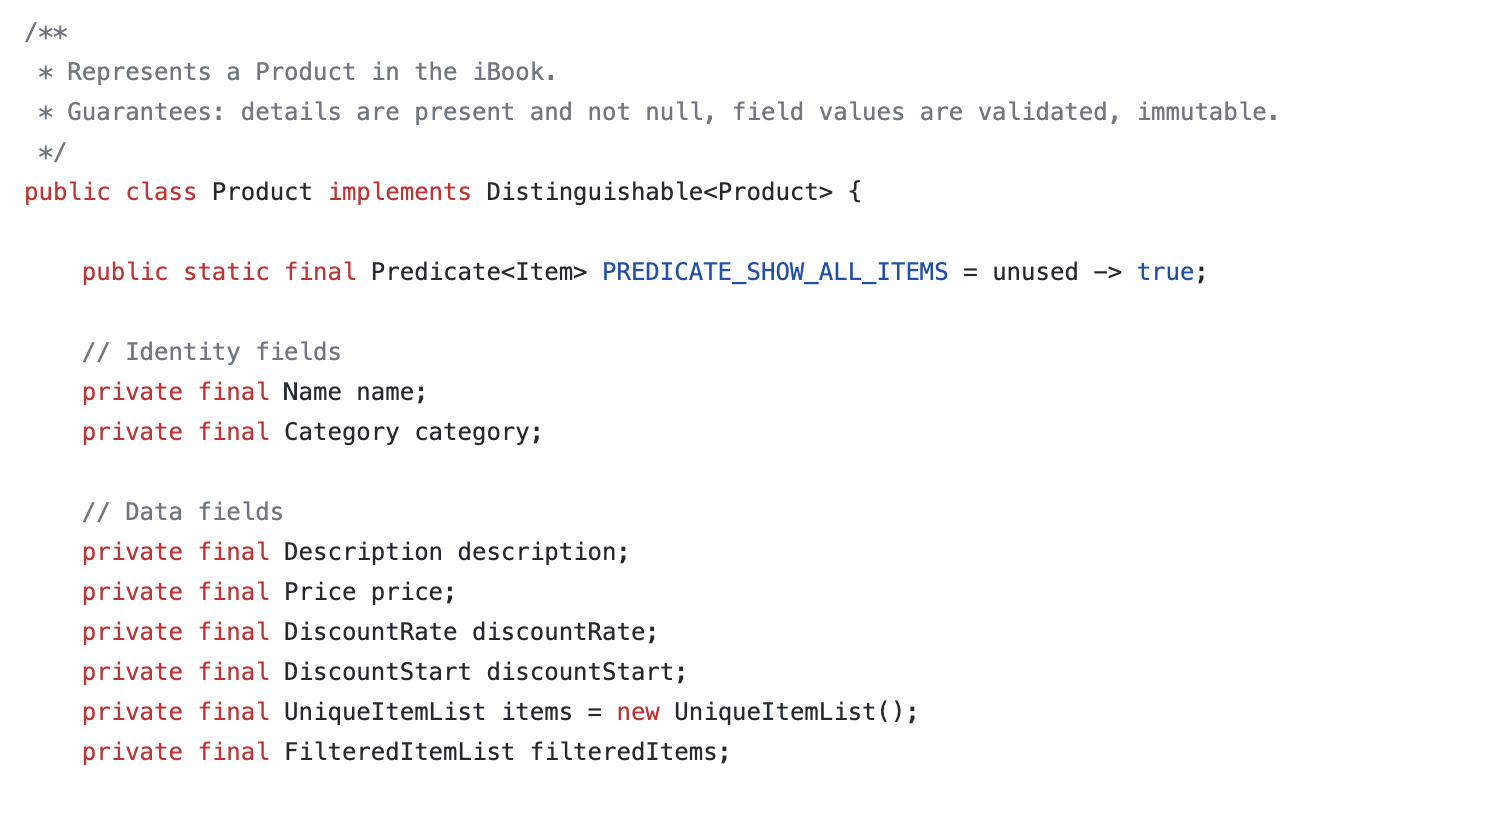 /**
 * Represents a Product in the iBook.
 * Guarantees: details are present and not null, field values are validated, immutable.
 */
public class Product implements Distinguishable<Product> {

    public static final Predicate<Item> PREDICATE_SHOW_ALL_ITEMS = unused -> true;

    // Identity fields
    private final Name name;
    private final Category category;

    // Data fields
    private final Description description;
    private final Price price;
    private final DiscountRate discountRate;
    private final DiscountStart discountStart;
    private final UniqueItemList items = new UniqueItemList();
    private final FilteredItemList filteredItems;